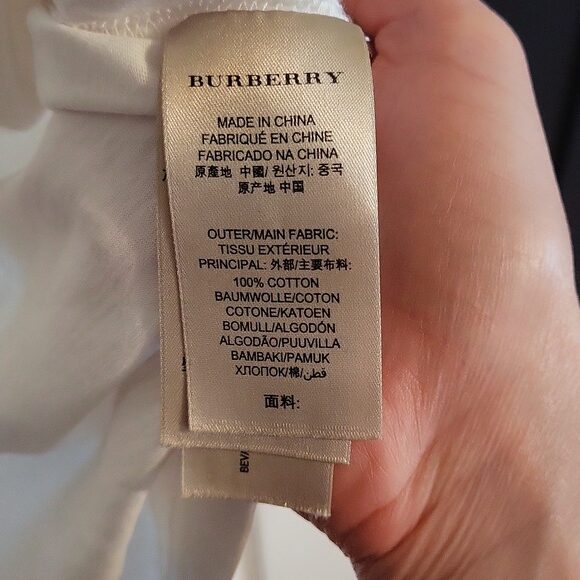 BURBERRY
MADE IN CHINA
FABRIQUÉ EN CHINE
FABRICADO NA CHINA
原產地 中國/ 원산지: 중국
原产地 中国
OUTER/MAIN FABRIC:
TISSU EXTÉRIEUR
PRINCIPAL: 外部/主要布料:
100% COTTON
BAUMWOLLE/COTON
COTONE/KATOEN
BOMULL/ALGODÓN
ALGODÃO/PUUVILLA
BAMBAKI/PAMUK
ХЛОПОК/棉/قطن
面料:
BEVA